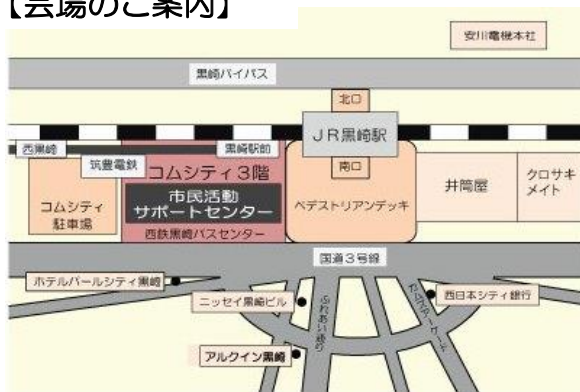 【会場のご案内】
安川電機本社
黒崎バイパス
北口
JR黒崎駅
西黒崎
黒崎駅前
筑豊電鉄
南口
コムシティ3階
市民活動
サポートセンター
西鉄黒崎バスセンター
コムシティ
駐車場
ペデストリアンデッキ
井筒屋
クロサキ
メイト
国道3号線
ホテルパールシティ黒崎
ニッセイ黒崎ビル
ふれあい通り
カムズアーケード
西日本シティ銀行
アルクイン黒崎